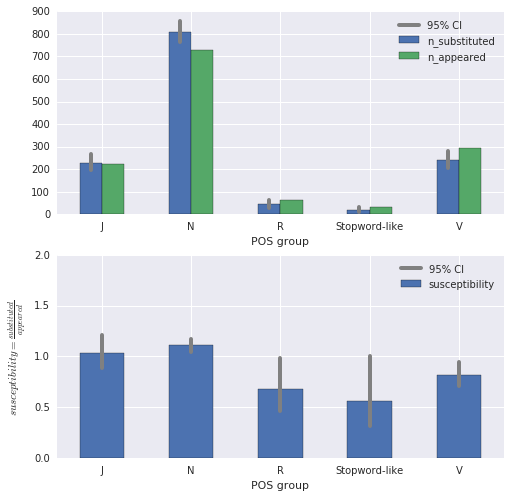 900
800
700
600
500
400
300
200
100
0
95% CI
n_substituted
n_appeared
J N R Stopword-like V
POS group
2.0
1.5
1.0
0.5
0.0
susceptibility = substituted / appeared
95% CI
susceptibility
J N R Stopword-like V
POS group